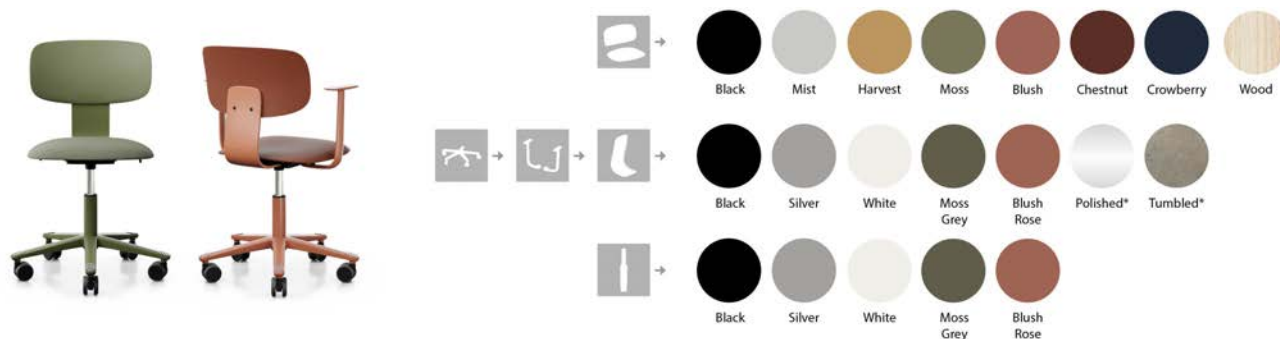 Black Mist Harvest Moss Blush Chestnut Crowberry Wood
Black Silver White Moss Grey Blush Rose Polished* Tumbled*
Black Silver White Moss Grey Blush Rose